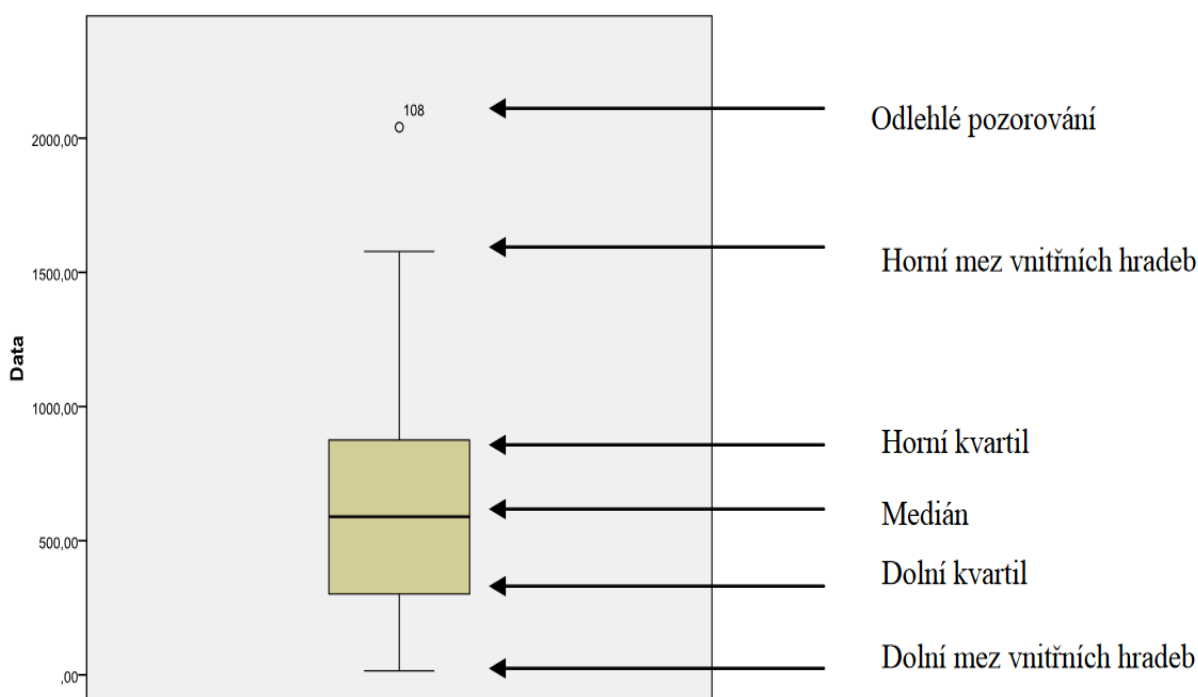 108
Odlehlé pozorování
2000,00
Horní mez vnitřních hradeb
1500,00
Data
1000,00
Horní kvartil
Medián
500,00
Dolní kvartil
Dolní mez vnitřních hradeb
,00